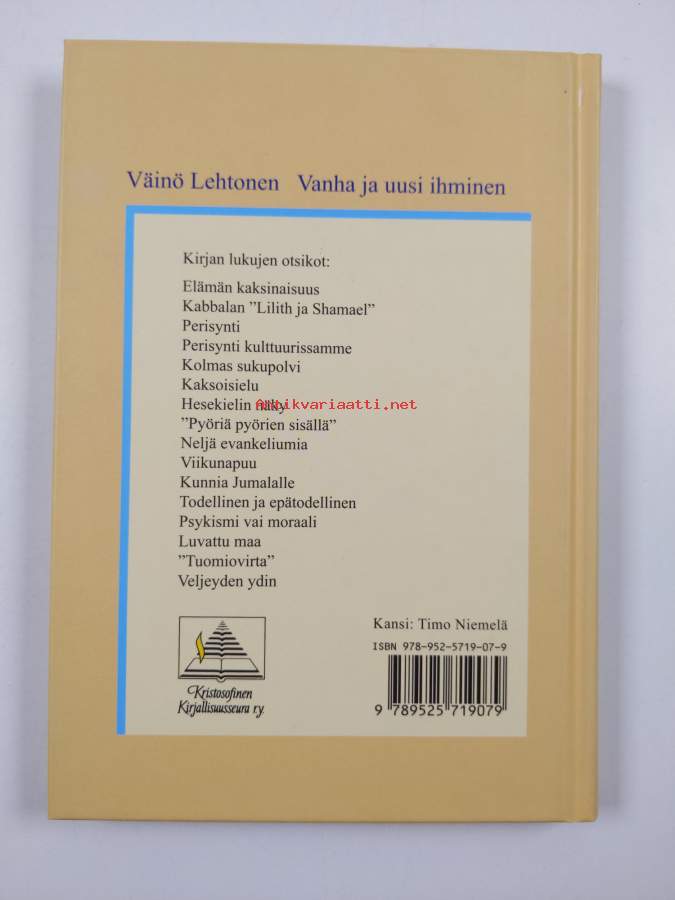 Väinö Lehtonen Vanha ja uusi ihminen
Kirjan lukujen otsikot:
Elämän kaksinaisuus
Kabbalan ”Lilith ja Shamael”
Perisynti
Perisynti kulttuurissamme
Kolmas sukupolvi
Kaksoisielu
Hesekielin näky
Antikvariaatti.net
”Pyöriä pyörien sisällä”
Neljä evankeliumia
Viikunapuu
Kunnia Jumalalle
Todellinen ja epätodellinen
Psykismi vai moraali
Luvattu maa
”Tuomiovirta”
Veljeyden ydin
Kristosofinen
Kirjallisuusseura r.y.
Kansi: Timo Niemelä
ISBN 978-952-5719-07-9
9 789525 719079